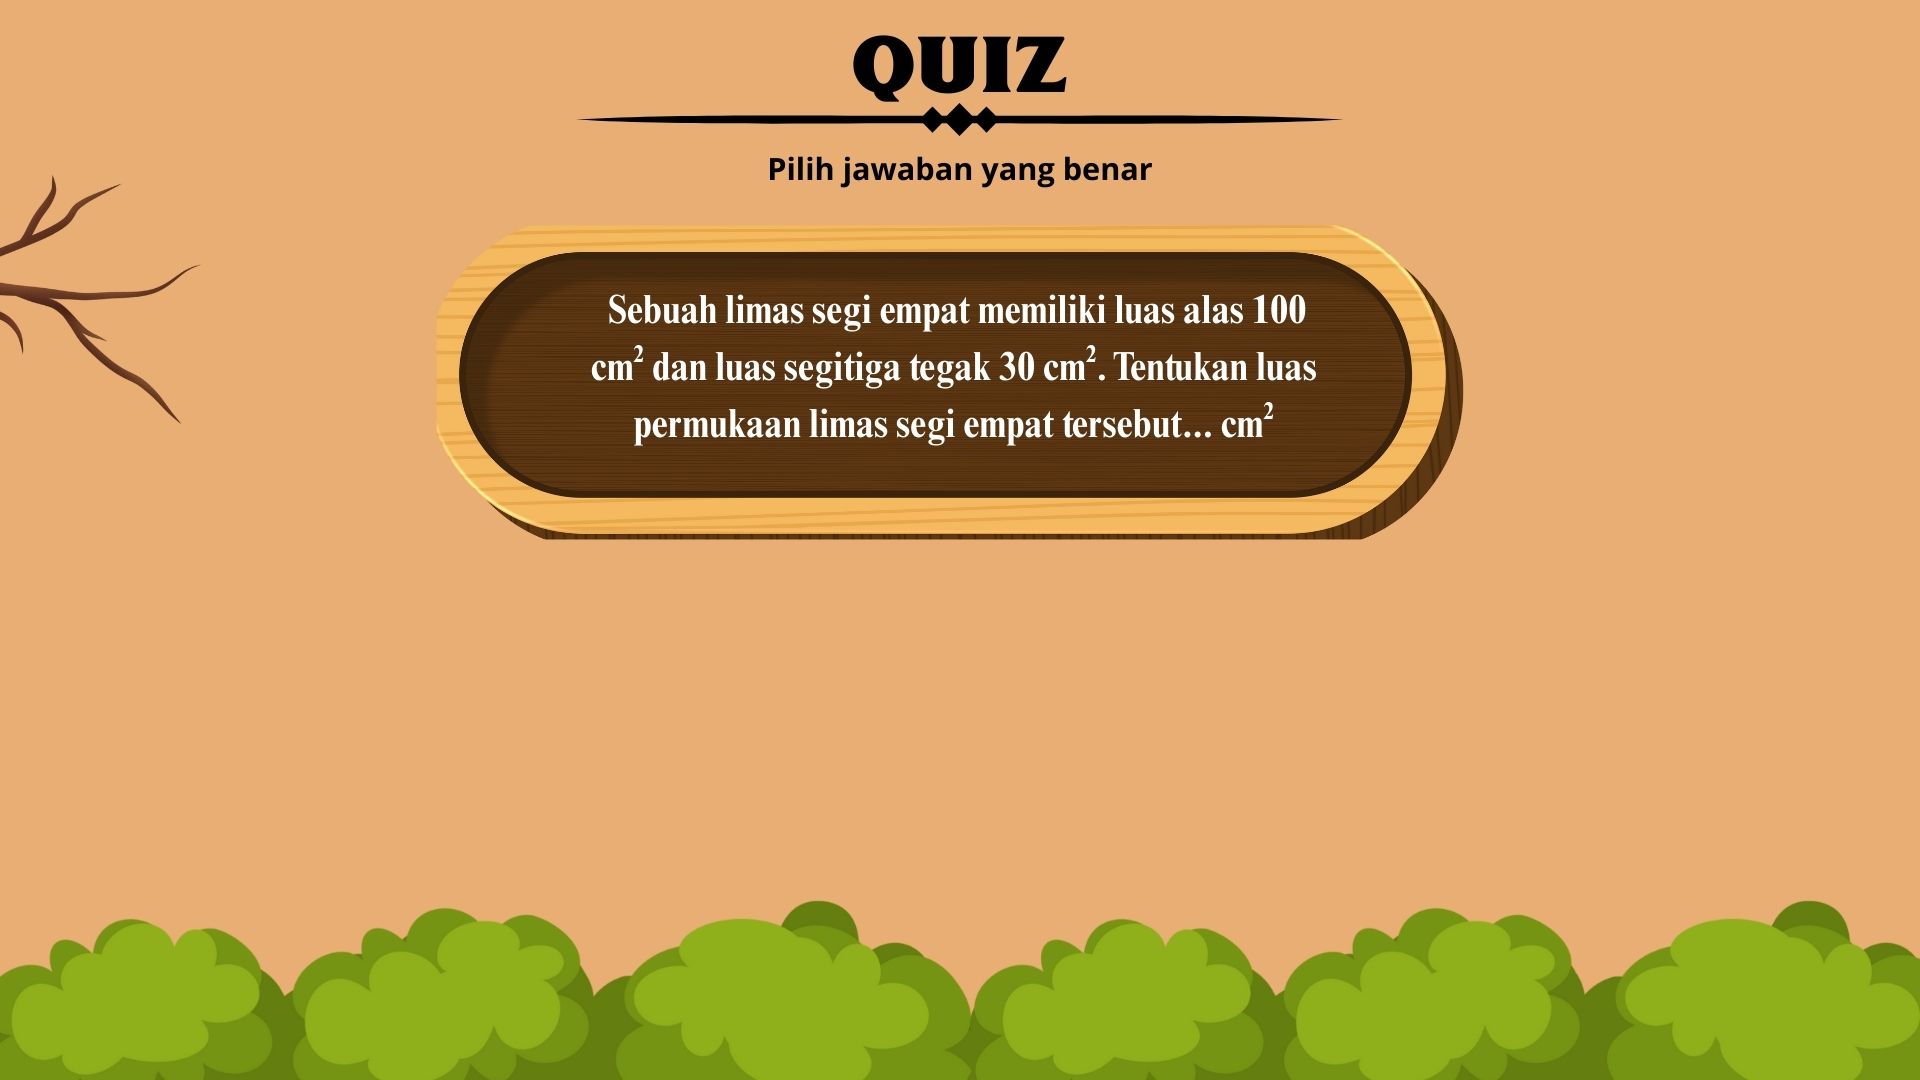 QUIZ
Pilih jawaban yang benar
Sebuah limas segi empat memiliki luas alas 100
cm² dan luas segitiga tegak 30 cm². Tentukan luas
permukaan limas segi empat tersebut... cm²